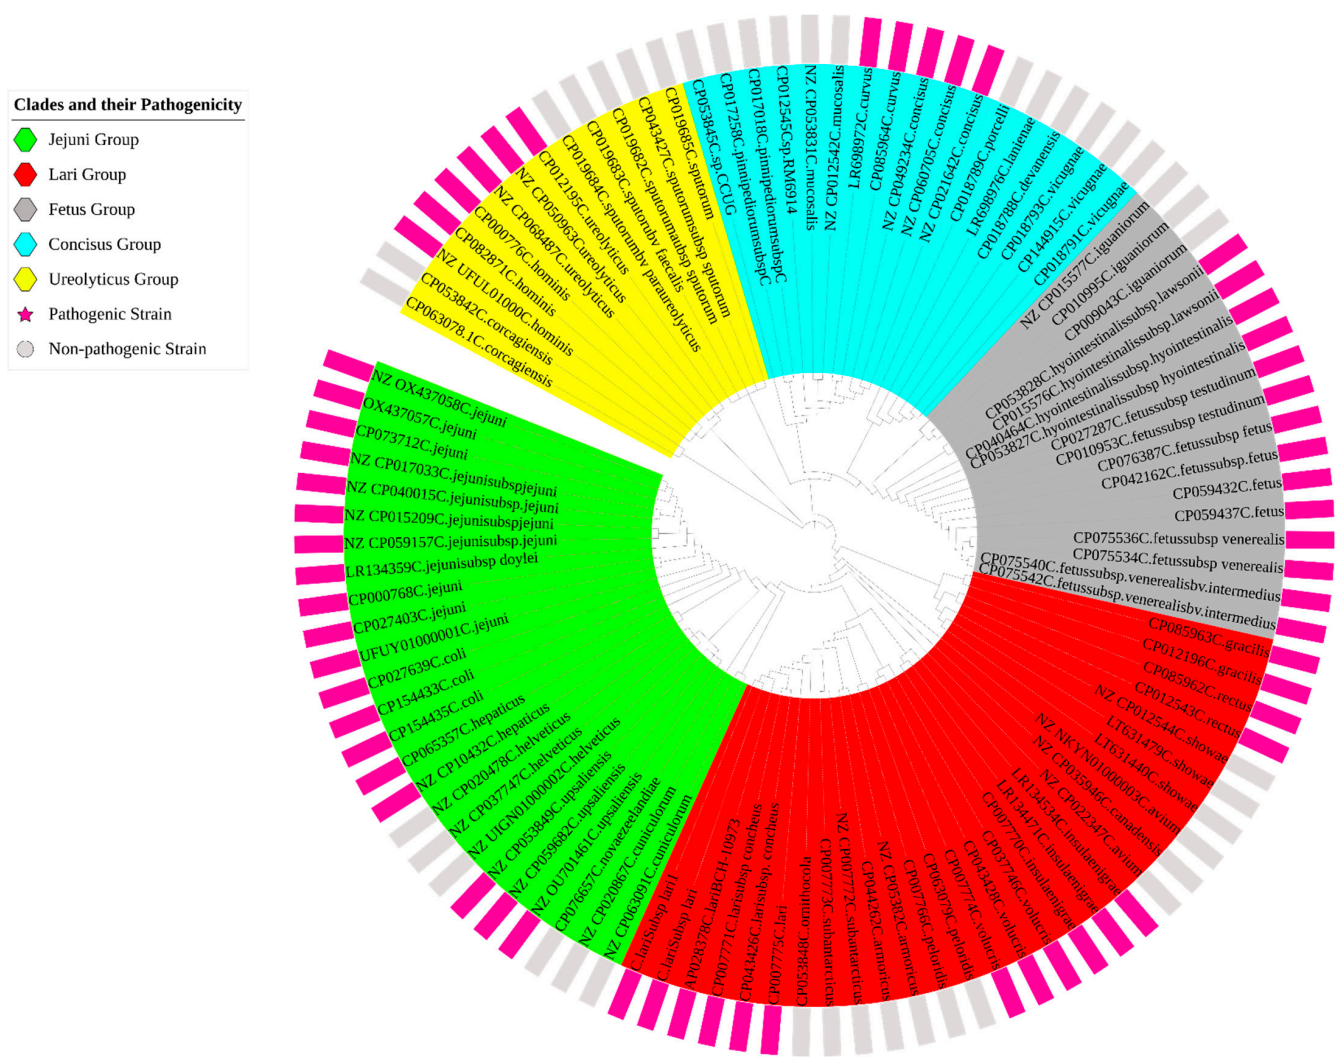 Clades and their Pathogenicity
Jejuni Group
Lari Group
Fetus Group
Concisus Group
Ureolyticus Group
Pathogenic Strain
Non-pathogenic Strain
CP063078.1C.corcagiensis
CP053842C.corcagiensis
NZ UFUL01000C.hominis
CP082871C.hominis
CP000776C.hominis
NZ CP068487C.ureolyticus
NZ CP050963C.ureolyticus
CP012195C.ureolyticus
CP019684C.sputorumbv paraureolyticus
CP019683C.sputorubv faecalis
CP019682C.sputorumaubsp sputorum
CP043427C.sputorumsubsp sputorum
CP019685C.sputorum
CP053845C.sp.CCUG
CP017258C.pinnipediorumsubspC
CP017018C.pinnipediorumsubspC
CP012545Csp.RM6914
NZ CP053831C.mucosalis
NZ CP012542C.mucosalis
LR698972C.curvus
CP085964C.curvus
NZ CP049234C.concisus
NZ CP060705C.concisus
NZ CP021642C.concisus
CP018789C.porcelli
LR698976C.lanienae
CP018788C.devanensis
CP018793C.vicugnae
CP144915C.vicugnae
CP018791C.vicugnae
NZ CP015577C.iguaniorum
CP010995C.iguaniorum
CP009043C.iguaniorum
CP053828C.hyointestinalissubsp.lawsonii
CP015576C.hyointestinalissubsp.lawsonii
CP040464C.hyointestinalissubsp.hyointestinalis
CP053827C.hyointestinalissubsp hyointestinalis
CP027287C.fetussubsp testudinum
CP010953C.fetussubsp testudinum
CP076387C.fetussubsp fetus
CP042162C.fetussubsp.fetus
CP059432C.fetus
CP059437C.fetus
CP075536C.fetussubsp venerealis
CP075534C.fetussubsp venerealis
CP075540C.fetussubsp.venerealisbv.intermedius
CP075542C.fetussubsp.venerealisbv.intermedius
CP085963C.gracilis
CP012196C.gracilis
CP085962C.rectus
CP012543C.rectus
NZ CP012544C.showae
LT631479C.showae
LT631440C.showae
NZ NKYN01000003C.avium
NZ CP035946C.canadensis
NZ CP022347C.avium
LR134534C.insulaenigrae
LR134471C.insulaenigrae
CP007770C.insulaenigrae
CP037746C.volucris
CP043428C.volucris
CP007774C.volucris
CP063079C.peloridis
CP007766C.peloridis
NZ CP05382C.armoricus
CP044262C.armoricus
NZ CP007772C.subantarcticus
CP007773C.subantarcticus
CP053848C.ornithocola
CP007775C.lari
CP043426C.larisubsp. concheus
CP007771C.larisubsp concheus
AP028378C.lariBCH-10973
C.lariSubsp lari
C.lariSubsp lari1
NZ CP063091C.cuniculorum
NZ CP020867C.cuniculorum
CP076657C.novaezeelandiae
NZ OU701461C.upsaliensis
NZ CP059682C.upsaliensis
NZ CP053849C.upsaliensis
NZ UIGN01000002C.helveticus
NZ CP037747C.helveticus
NZ CP020478C.helveticus
NZ CP10432C.hepaticus
CP065357C.hepaticus
CP154435C.coli
CP154433C.coli
CP027639C.coli
UFUY01000001C.jejuni
CP027403C.jejuni
CP000768C.jejuni
LR134359C.jejunisubsp doylei
NZ CP059157C.jejunisubsp.jejuni
NZ CP015209C.jejunisubspjejuni
NZ CP040015C.jejunisubsp.jejuni
NZ CP017033C.jejunisubspjejuni
CP073712C.jejuni
OX437057C.jejuni
NZ OX437058C.jejuni